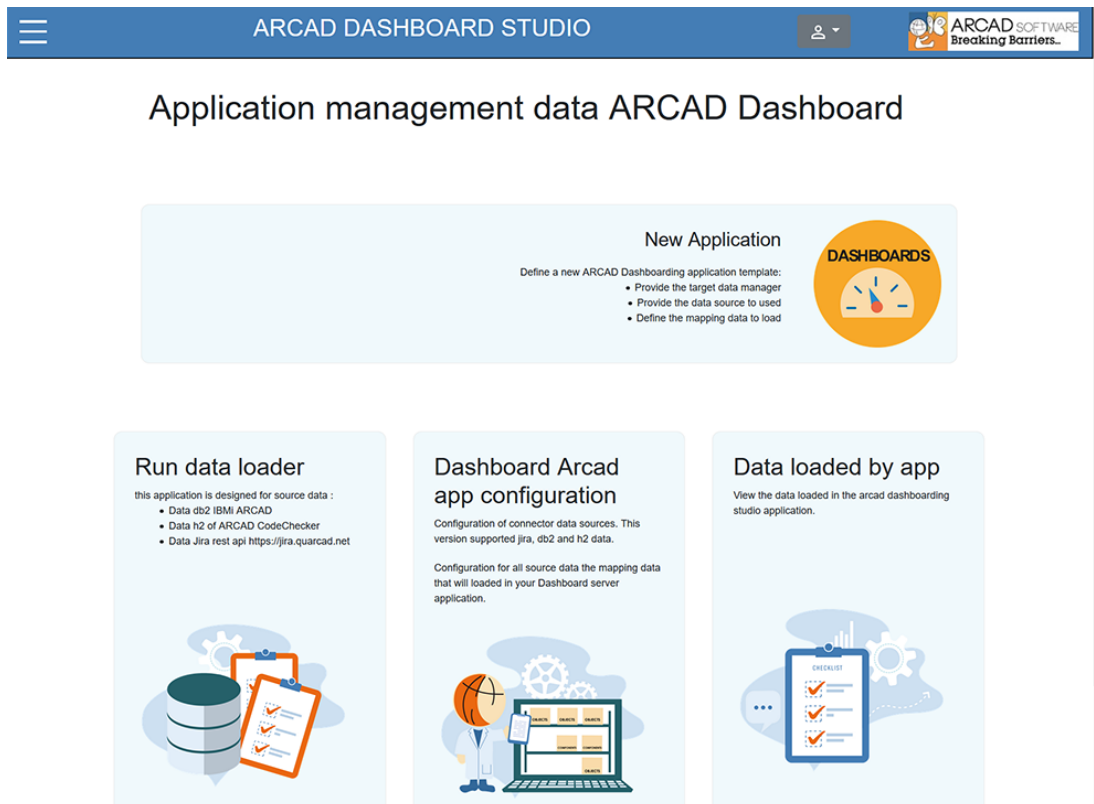 ARCAD DASHBOARD STUDIO
ARCAD SOFTWARE
Breaking Barriers...
Application management data ARCAD Dashboard
New Application
Define a new ARCAD Dashboarding application template:
• Provide the target data manager
• Provide the data source to used
• Define the mapping data to load
DASHBOARDS
Run data loader
this application is designed for source data :
• Data db2 IBMi ARCAD
• Data h2 of ARCAD CodeChecker
• Data Jira rest api https://jira.quarcad.net
Dashboard Arcad
app configuration
Configuration of connector data sources. This
version supported jira, db2 and h2 data.
Configuration for all source data the mapping data
that will loaded in your Dashboard server
application.
OBJECTS OBJECTS OBJECTS
OBJECTS
Data loaded by app
View the data loaded in the arcad dashboarding
studio application.
CHECKLIST